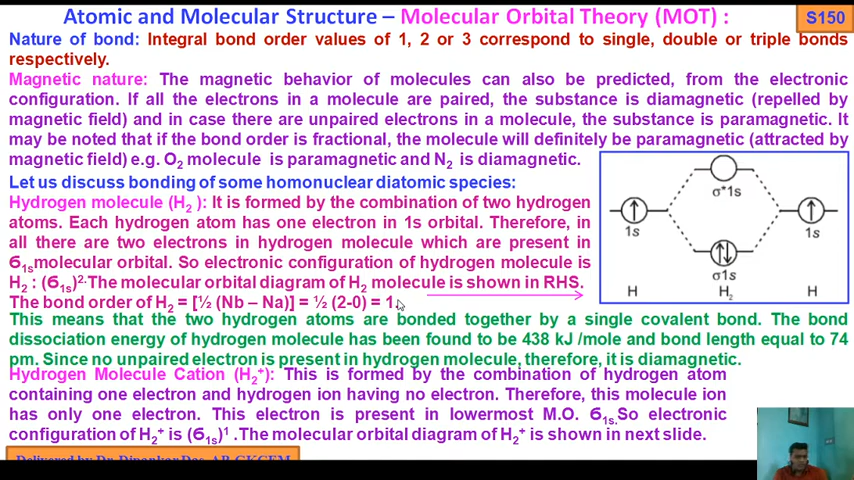 Atomic and Molecular Structure – Molecular Orbital Theory (MOT) :
S150
Nature of bond: Integral bond order values of 1, 2 or 3 correspond to single, double or triple bonds
respectively.
Magnetic nature: The magnetic behavior of molecules can also be predicted, from the electronic
configuration. If all the electrons in a molecule are paired, the substance is diamagnetic (repelled by
magnetic field) and in case there are unpaired electrons in a molecule, the substance is paramagnetic. It
may be noted that if the bond order is fractional, the molecule will definitely be paramagnetic (attracted by
magnetic field) e.g. O₂ molecule is paramagnetic and N₂ is diamagnetic.
Let us discuss bonding of some homonuclear diatomic species:
Hydrogen molecule (H₂ ): It is formed by the combination of two hydrogen
atoms. Each hydrogen atom has one electron in 1s orbital. Therefore, in
all there are two electrons in hydrogen molecule which are present in
Ϭ₁ₛmolecular orbital. So electronic configuration of hydrogen molecule is
H₂ : (Ϭ₁ₛ)²·The molecular orbital diagram of H₂ molecule is shown in RHS.
The bond order of H₂ = [½ (Nb – Na)] = ½ (2-0) = 1.
σ*1s
1s
1s
σ1s
H
H₂
H
This means that the two hydrogen atoms are bonded together by a single covalent bond. The bond
dissociation energy of hydrogen molecule has been found to be 438 kJ /mole and bond length equal to 74
pm. Since no unpaired electron is present in hydrogen molecule, therefore, it is diamagnetic.
Hydrogen Molecule Cation (H₂⁺): This is formed by the combination of hydrogen atom
containing one electron and hydrogen ion having no electron. Therefore, this molecule ion
has only one electron. This electron is present in lowermost M.O. Ϭ₁ₛ.So electronic
configuration of H₂⁺ is (Ϭ₁ₛ)¹ .The molecular orbital diagram of H₂⁺ is shown in next slide.
Delivered by Dr. Dipankar Das, AP, GKCEM